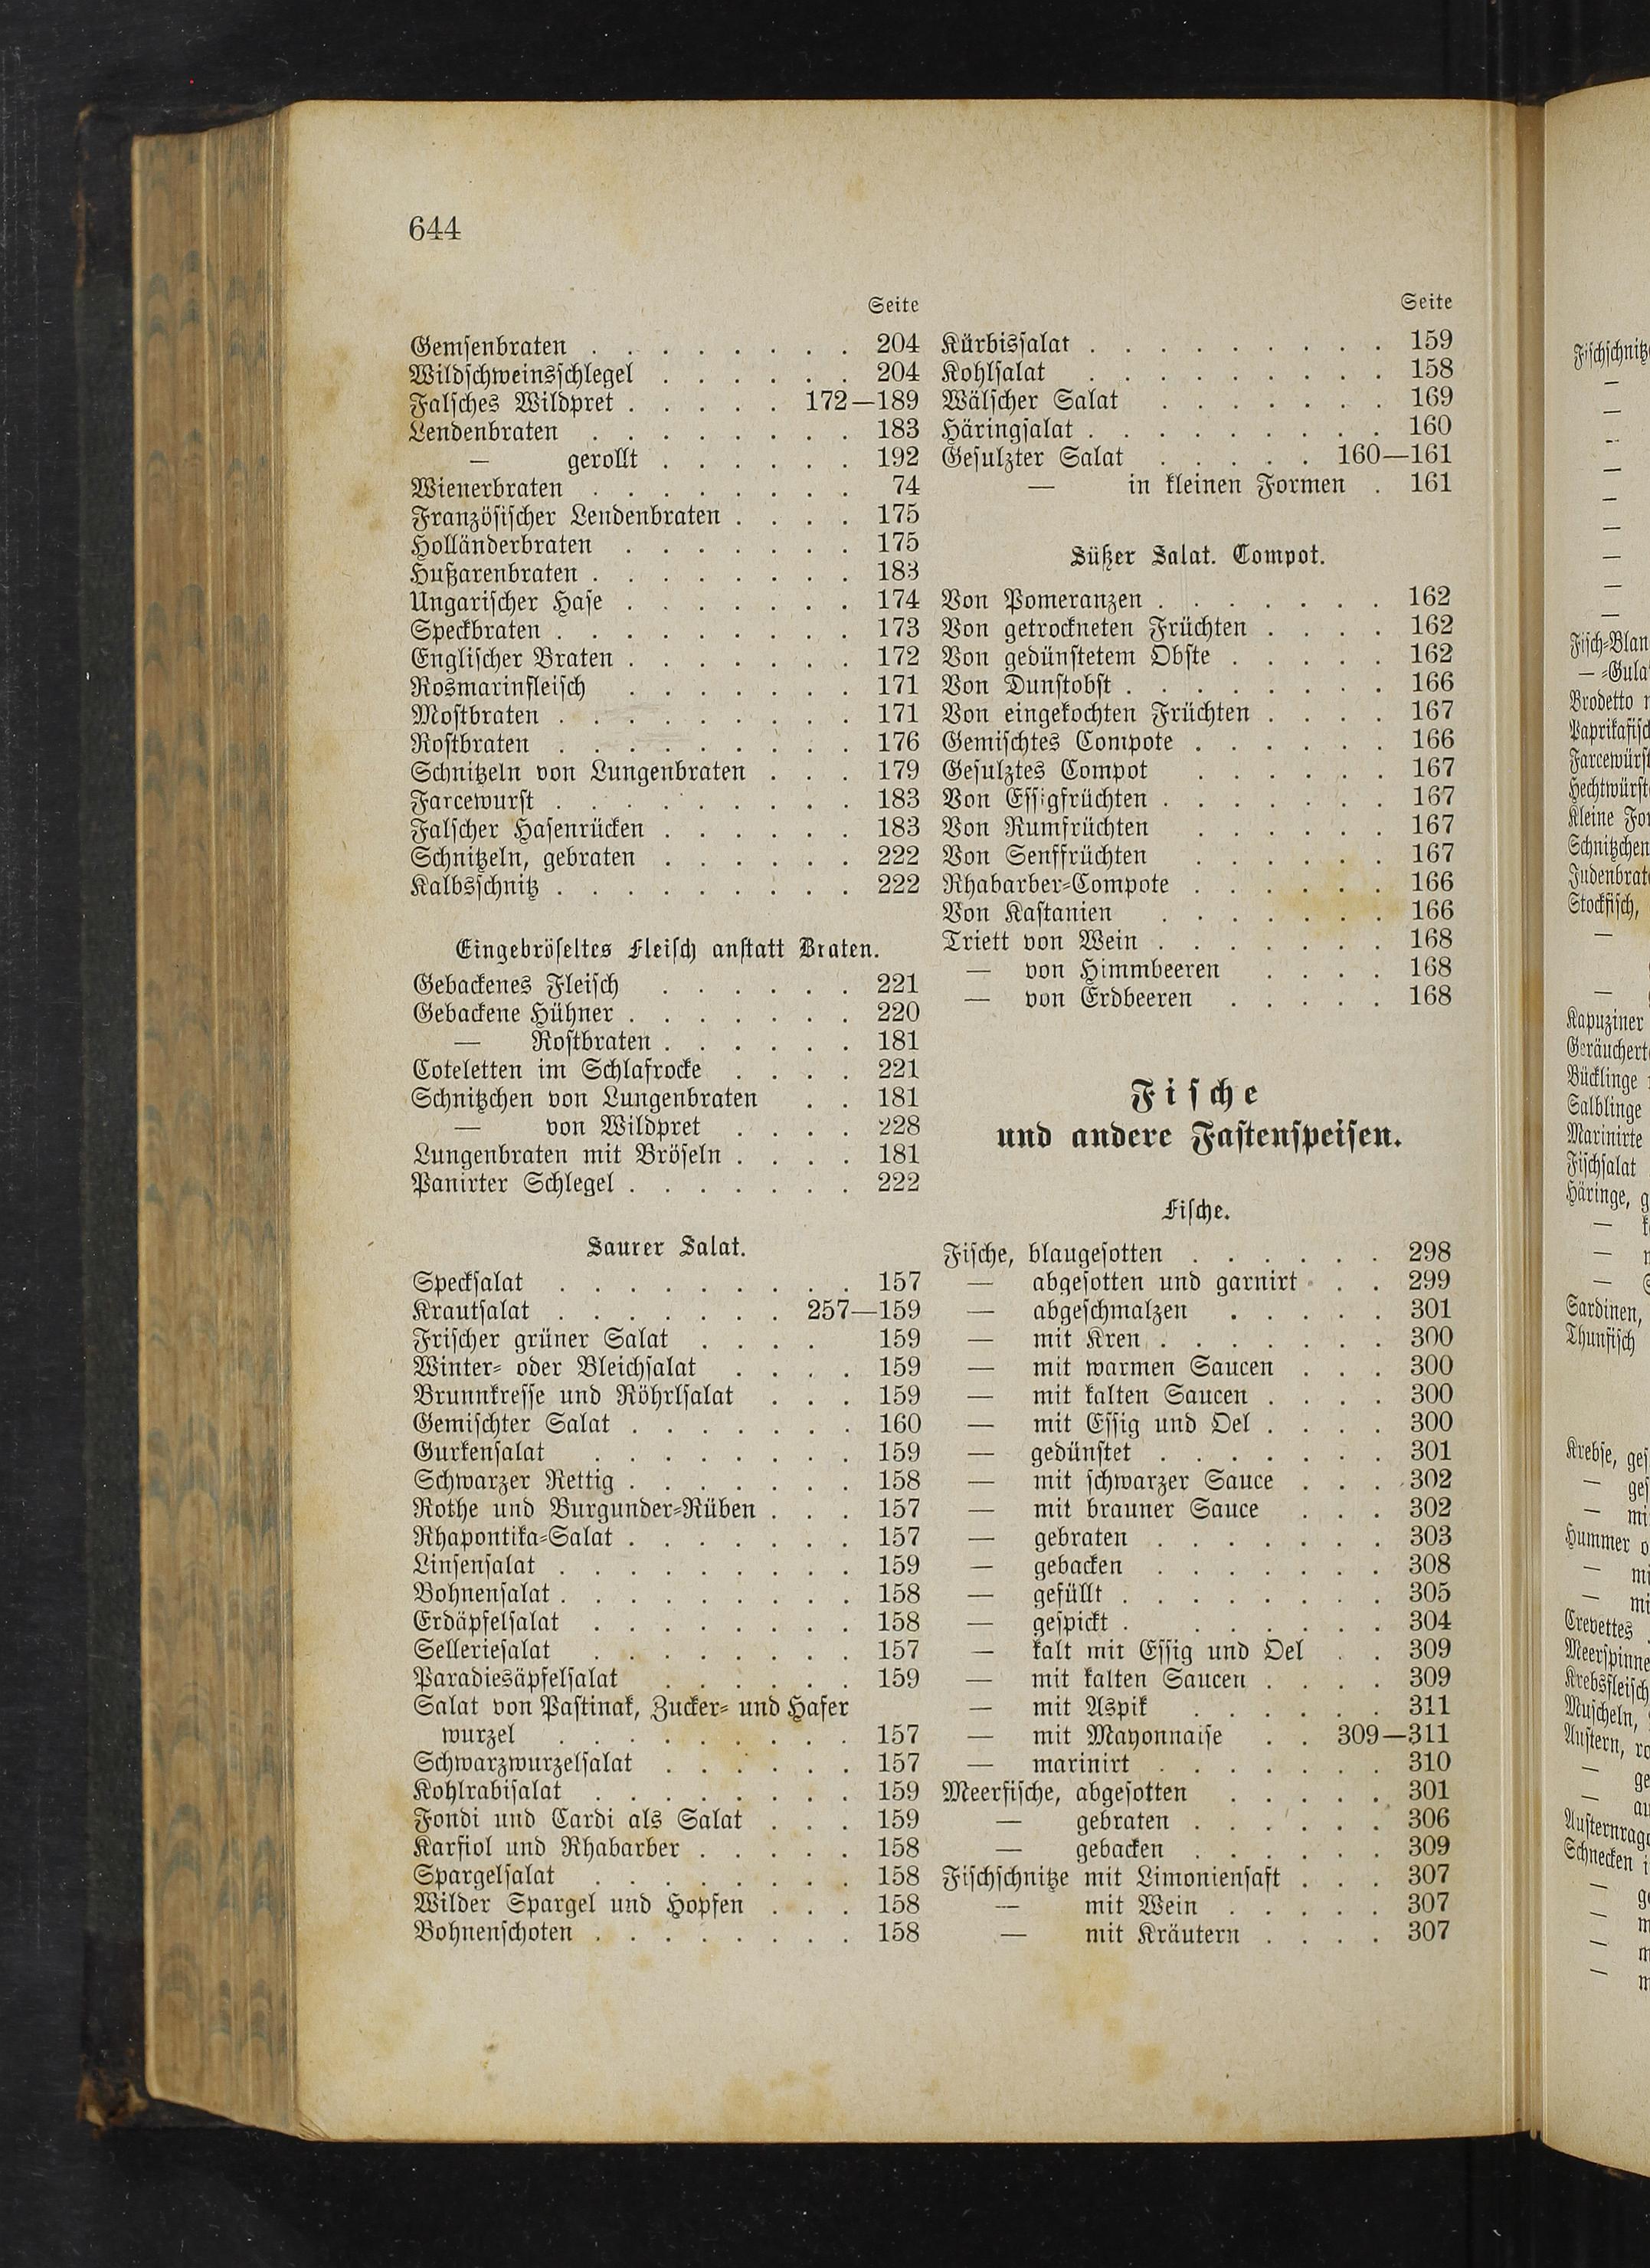 644
Seite
Gemsenbraten . . . . . . . . 204
Wildschweinsschlegel . . . . . . 204
Falsches Wildpret . . . . . 172—189
Lendenbraten . . . . . . . . 183
— gerollt . . . . . . 192
Wienerbraten . . . . . . . . 74
Französischer Lendenbraten . . . . 175
Holländerbraten . . . . . . . 175
Hußarenbraten . . . . . . . . 183
Ungarischer Hase . . . . . . . 174
Speckbraten . . . . . . . . . 173
Englischer Braten . . . . . . . 172
Rosmarinfleisch . . . . . . . 171
Mostbraten . . . . . . . . . 171
Rostbraten . . . . . . . . . 176
Schnitzeln von Lungenbraten . . . 179
Farcewurst . . . . . . . . . 183
Falscher Hasenrücken . . . . . . 183
Schnitzeln, gebraten . . . . . . 222
Kalbsschnitz . . . . . . . . . 222
Eingebröseltes Fleisch anstatt Braten.
Gebackenes Fleisch . . . . . . 221
Gebackene Hühner . . . . . . . 220
— Rostbraten . . . . . . 181
Coteletten im Schlafrocke . . . . 221
Schnitzchen von Lungenbraten . . 181
— von Wildpret . . . . 228
Lungenbraten mit Bröseln . . . . 181
Panirter Schlegel . . . . . . . 222
Saurer Salat.
Specksalat . . . . . . . . . 157
Krautsalat . . . . . . . 257—159
Frischer grüner Salat . . . . 159
Winter- oder Bleichsalat . . . . 159
Brunnkresse und Röhrlsalat . . . 159
Gemischter Salat . . . . . . . 160
Gurkensalat . . . . . . . . 159
Schwarzer Rettig . . . . . . . 158
Rothe und Burgunder-Rüben . . . 157
Rhapontika-Salat . . . . . . . 157
Linsensalat . . . . . . . . . 159
Bohnensalat . . . . . . . . . 158
Erdäpfelsalat . . . . . . . . 158
Selleriesalat . . . . . . . . 157
Paradiesäpfelsalat . . . . . . 159
Salat von Pastinak, Zucker- und Hafer
wurzel . . . . . . . . . 157
Schwarzwurzelsalat . . . . . . 157
Kohlrabisalat . . . . . . . . 159
Fondi und Cardi als Salat . . . 159
Karfiol und Rhabarber . . . . . 158
Spargelsalat . . . . . . . . 158
Wilder Spargel und Hopfen . . . 158
Bohnenschoten . . . . . . . . 158
Seite
Kürbissalat . . . . . . . . . 159
Kohlsalat . . . . . . . . . 158
Wälscher Salat . . . . . . . 169
Häringsalat . . . . . . . . . 160
Gesulzter Salat . . . . . 160—161
— in kleinen Formen . 161
Süßer Salat. Compot.
Von Pomeranzen . . . . . . . 162
Von getrockneten Früchten . . . . 162
Von gedünstetem Obste . . . . . 162
Von Dunstobst . . . . . . . . 166
Von eingekochten Früchten . . . . 167
Gemischtes Compote . . . . . . 166
Gesulztes Compot . . . . . . 167
Von Essigfrüchten . . . . . . . 167
Von Rumfrüchten . . . . . . 167
Von Senffrüchten . . . . . . 167
Rhabarber-Compote . . . . . . 166
Von Kastanien . . . . . . . 166
Triett von Wein . . . . . . . 168
— von Himmbeeren . . . . 168
— von Erdbeeren . . . . . 168
Fische
und andere Fastenspeisen.
Fische.
Fische, blaugesotten . . . . . . 298
— abgesotten und garnirt . . . 299
— abgeschmalzen . . . . . 301
— mit Kren . . . . . . . 300
— mit warmen Saucen . . . 300
— mit kalten Saucen . . . . 300
— mit Essig und Oel . . . . 300
— gedünstet . . . . . . . 301
— mit schwarzer Sauce . . . 302
— mit brauner Sauce . . . 302
— gebraten . . . . . . . 303
— gebacken . . . . . . . 308
— gefüllt . . . . . . . . 305
— gespickt . . . . . . . 304
— kalt mit Essig und Oel . . 309
— mit kalten Saucen . . . . 309
— mit Aspik . . . . . . 311
— mit Mayonnaise . . 309—311
— marinirt . . . . . . . 310
Meerfische, abgesotten . . . . . 301
— gebraten . . . . . . 306
— gebacken . . . . . . 309
Fischschnitze mit Limoniensaft . . . 307
— mit Wein . . . . . 307
— mit Kräutern . . . . 307